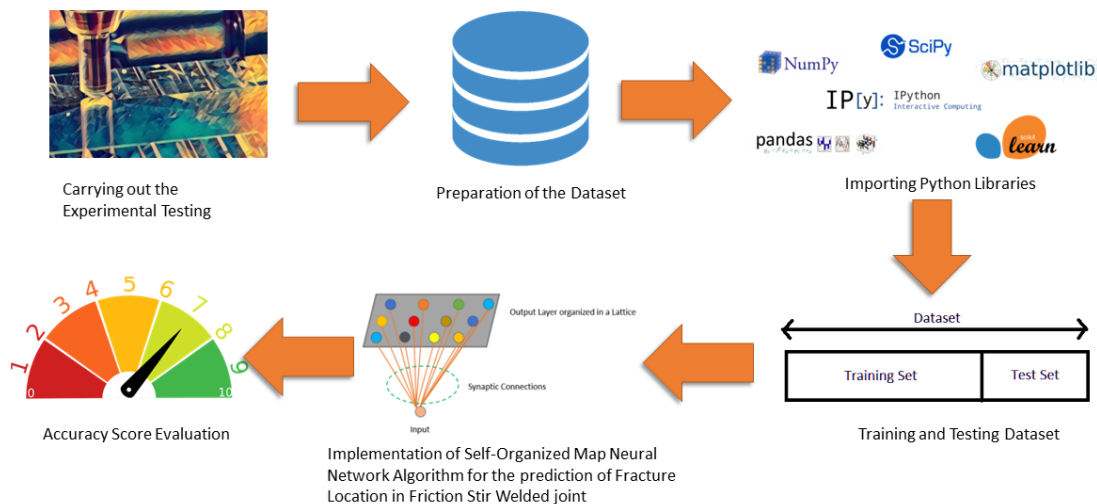 NumPy
SciPy
matplotlib
IP[y]: IPython
Interactive Computing
pandas
scikit
learn
Carrying out the
Experimental Testing
Preparation of the Dataset
Importing Python Libraries
Dataset
Training Set
Test Set
Training and Testing Dataset
Output Layer organized in a Lattice
Synaptic Connections
Input
Implementation of Self-Organized Map Neural
Network Algorithm for the prediction of Fracture
Location in Friction Stir Welded joint
1
2
3
4
5
6
7
8
9
0
10
Accuracy Score Evaluation